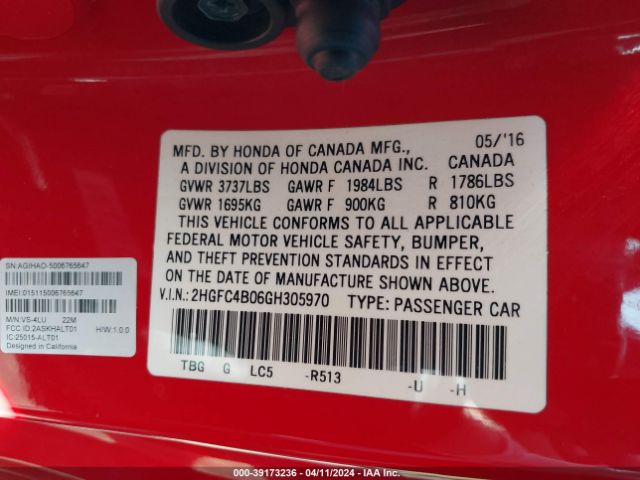 MFD. BY HONDA OF CANADA MFG., 05/'16
A DIVISION OF HONDA CANADA INC. CANADA
GVWR 3737LBS GAWR F 1984LBS R 1786LBS
GVWR 1695KG GAWR F 900KG R 810KG
THIS VEHICLE CONFORMS TO ALL APPLICABLE
FEDERAL MOTOR VEHICLE SAFETY, BUMPER,
AND THEFT PREVENTION STANDARDS IN EFFECT
ON THE DATE OF MANUFACTURE SHOWN ABOVE.
V.I.N.: 2HGFC4B06GH305970 TYPE: PASSENGER CAR
TBG G LC5 -R513 -U -H
SN:AGIHAO-5006765647
IMEI:015115006765647
M/N:VS-4LU 22M
FCC ID:2ASKHALT01 H/W:1.0.0
IC:25015-ALT01
Designed in California
000-39173236 - 04/11/2024 - IAA Inc.